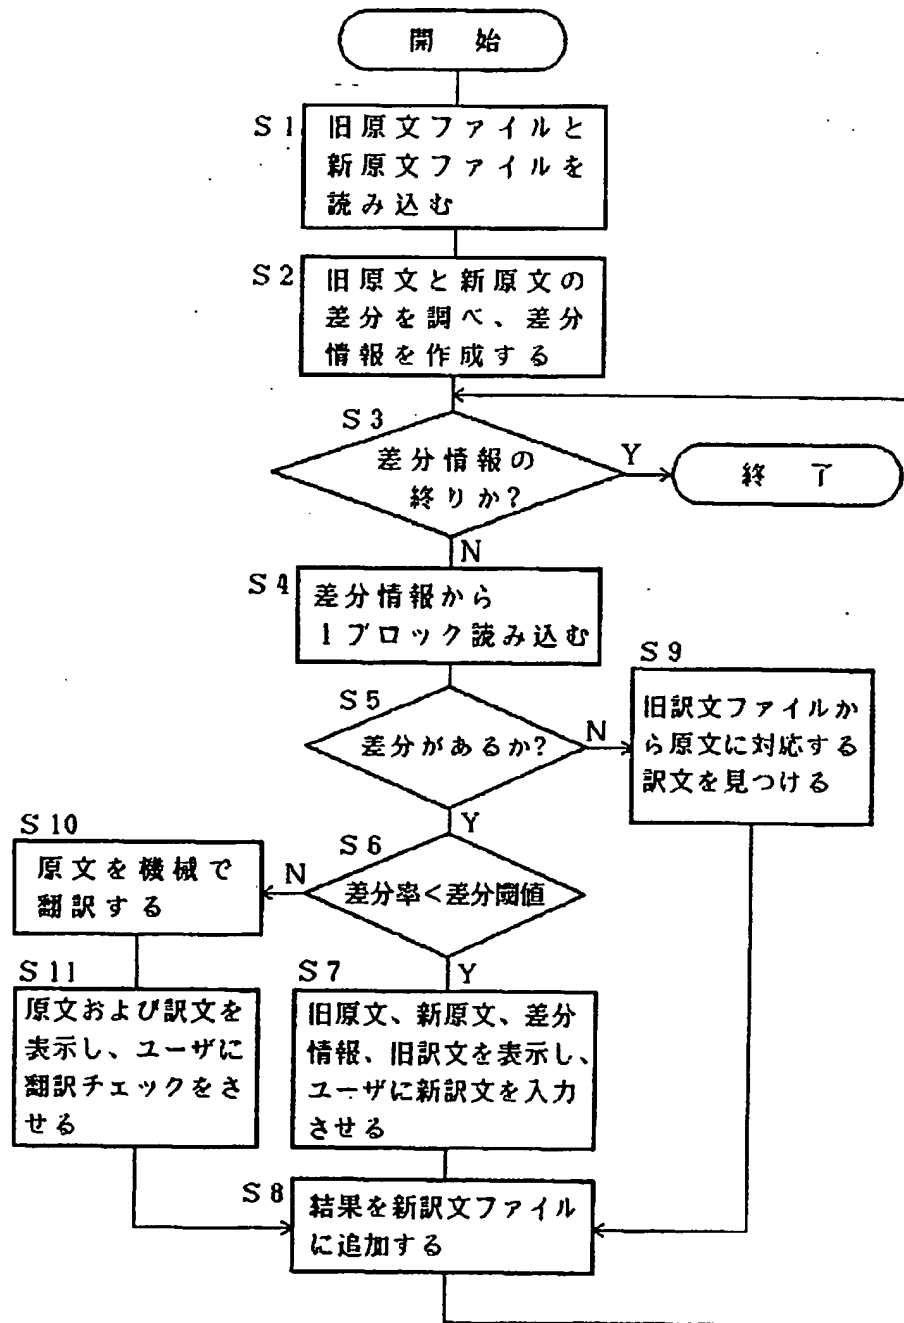 開始
S1
旧原文ファイルと
新原文ファイルを
読み込む
S2
旧原文と新原文の
差分を調べ、差分
情報を作成する
S3
差分情報の
終りか?
Y
終了
N
S4
差分情報から
1ブロック読み込む
S5
差分があるか?
N
S9
旧訳文ファイルか
ら原文に対応する
訳文を見つける
Y
S6
差分率<差分閾値
N
S10
原文を機械で
翻訳する
Y
S11
原文および訳文を
表示し、ユーザに
翻訳チェックをさ
せる
S7
旧原文、新原文、差分
情報、旧訳文を表示し、
ユーザに新訳文を入力
させる
S8
結果を新訳文ファイル
に追加する